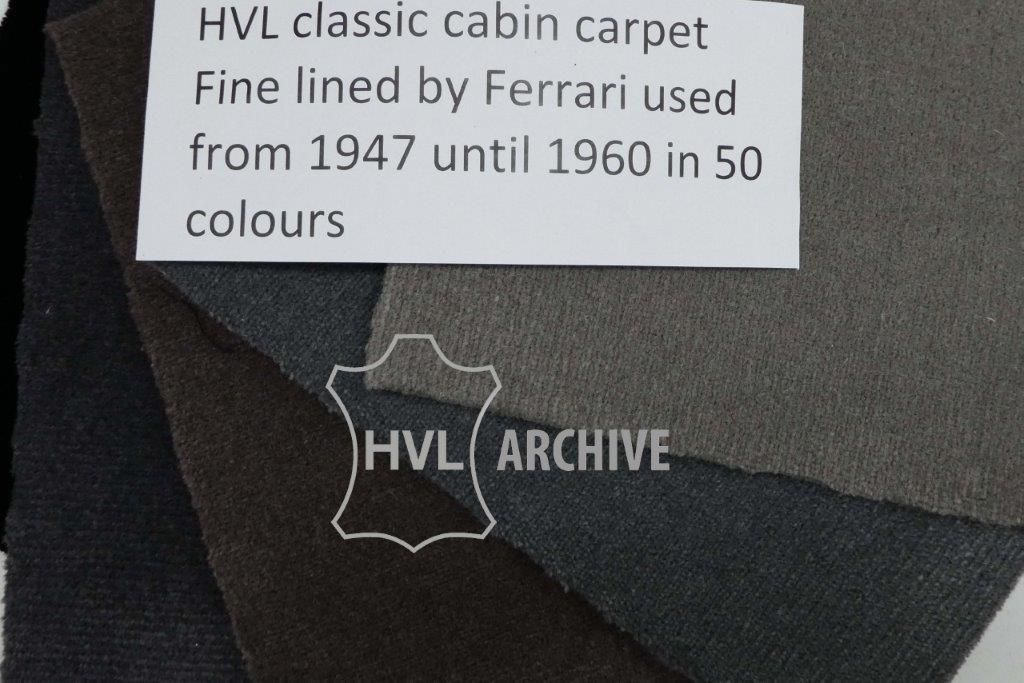 HVL classic cabin carpet
Fine lined by Ferrari used
from 1947 until 1960 in 50
colours
HVL ARCHIVE